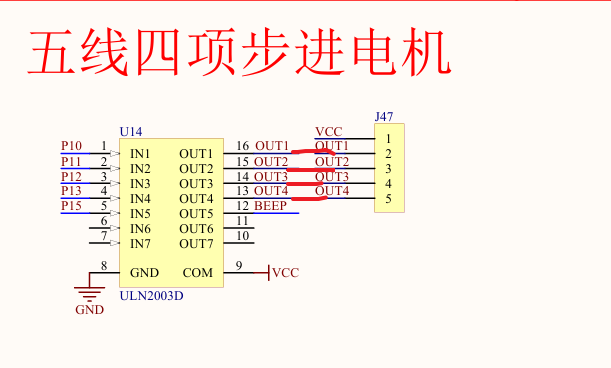 五线四项步进电机
J47
U14
VCC
P10 1 IN1 OUT1 16 OUT1 OUT1 1
P11 2 IN2 OUT2 15 OUT2 OUT2 2
P12 3 IN3 OUT3 14 OUT3 OUT3 3
P13 4 IN4 OUT4 13 OUT4 OUT4 4
P15 5 IN5 OUT5 12 BEEP 5
6 IN6 OUT6 11
7 IN7 OUT7 10
8 GND COM 9 VCC
ULN2003D
GND